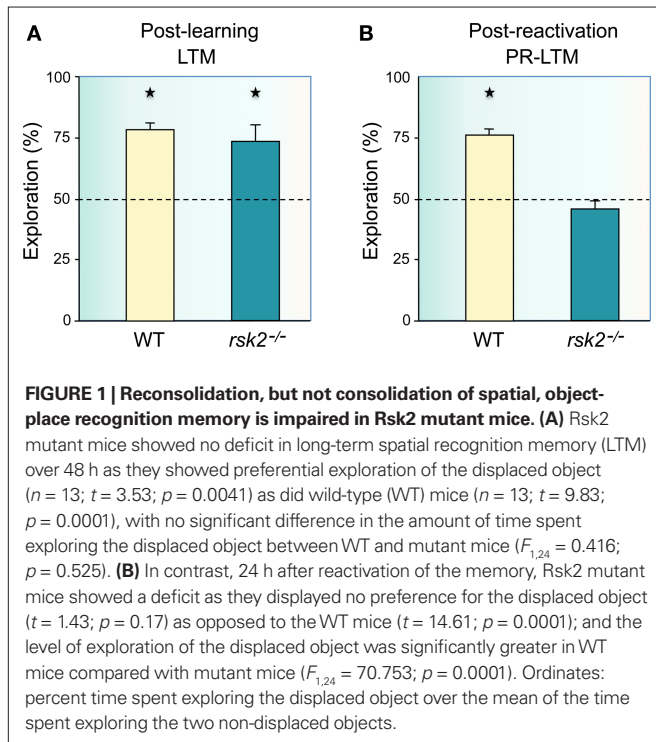 A
Post-learning
LTM
Exploration (%)
100
75
50
25
0
★
★
WT
rsk2-/-
B
Post-reactivation
PR-LTM
Exploration (%)
100
75
50
25
0
★
WT
rsk2-/-
FIGURE 1 | Reconsolidation, but not consolidation of spatial, object-
place recognition memory is impaired in Rsk2 mutant mice. (A) Rsk2
mutant mice showed no deficit in long-term spatial recognition memory (LTM)
over 48 h as they showed preferential exploration of the displaced object
(n = 13; t = 3.53; p = 0.0041) as did wild-type (WT) mice (n = 13; t = 9.83;
p = 0.0001), with no significant difference in the amount of time spent
exploring the displaced object between WT and mutant mice (F1,24 = 0.416;
p = 0.525). (B) In contrast, 24 h after reactivation of the memory, Rsk2 mutant
mice showed a deficit as they displayed no preference for the displaced object
(t = 1.43; p = 0.17) as opposed to the WT mice (t = 14.61; p = 0.0001); and the
level of exploration of the displaced object was significantly greater in WT
mice compared with mutant mice (F1,24 = 70.753; p = 0.0001). Ordinates:
percent time spent exploring the displaced object over the mean of the time
spent exploring the two non-displaced objects.